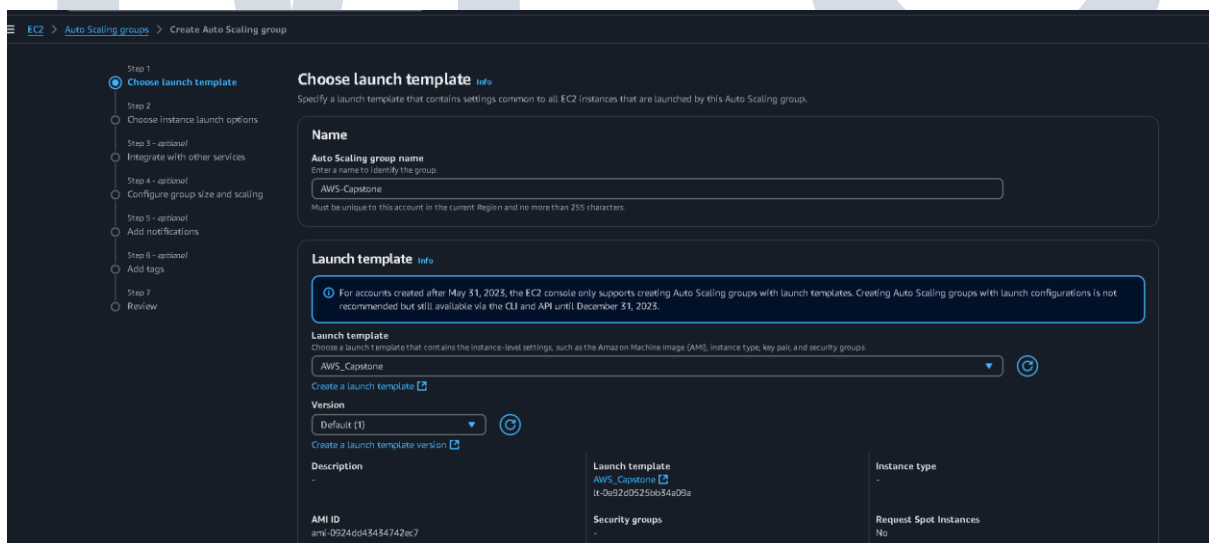 EC2 > Auto Scaling groups > Create Auto Scaling group
Step 1
Choose launch template
Step 2
Choose instance launch options
Step 3 - optional
Integrate with other services
Step 4 - optional
Configure group size and scaling
Step 5 - optional
Add notifications
Step 6 - optional
Add tags
Step 7
Review
Choose launch template Info
Specify a launch template that contains settings common to all EC2 instances that are launched by this Auto Scaling group.
Name
Auto Scaling group name
Enter a name to identify the group.
AWS-Capstone
Must be unique to this account in the current Region and no more than 255 characters.
Launch template Info
For accounts created after May 31, 2023, the EC2 console only supports creating Auto Scaling groups with launch templates. Creating Auto Scaling groups with launch configurations is not
recommended but still available via the CLI and API until December 31, 2023.
Launch template
Choose a launch template that contains the instance-level settings, such as the Amazon Machine Image (AMI), instance type, key pair, and security groups.
AWS_Capstone
Create a launch template
Version
Default (1)
Create a launch template version
Description
-
Launch template
AWS_Capstone
lt-0a92d0525bb34a09a
Instance type
-
AMI ID
ami-0924dd43434742ec7
Security groups
-
Request Spot Instances
No